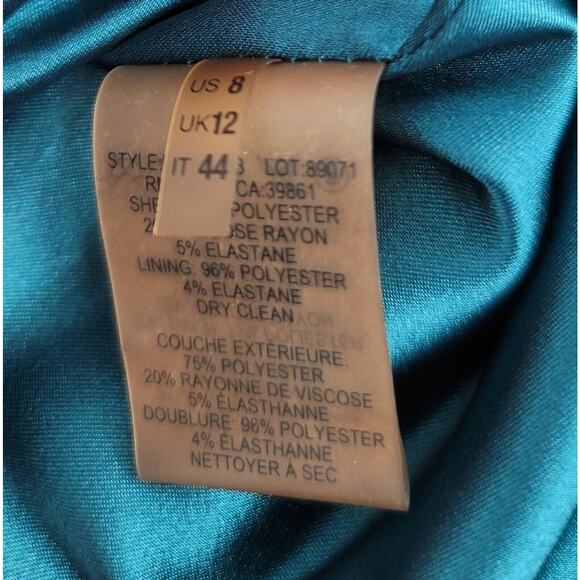 US 8
UK12
IT 44
STYLE: LOT:89071
CA:39861
POLYESTER
RAYON
5% ELASTANE
LINING: 96% POLYESTER
4% ELASTANE
DRY CLEAN
COUCHE EXTÉRIEURE.
75% POLYESTER
20% RAYONNE DE VISCOSE
5% ÉLASTHANNE
DOUBLURE: 96% POLYESTER
4% ÉLASTHANNE
NETTOYER À SEC